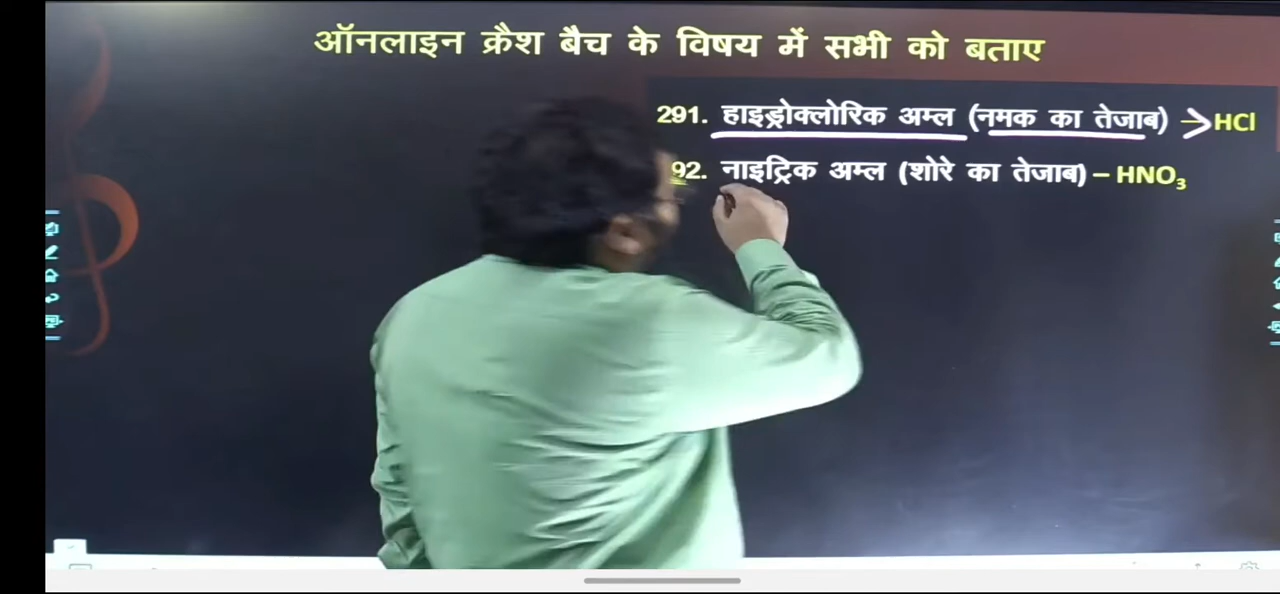 ऑनलाइन क्रैश बैच के विषय में सभी को बताए
291. हाइड्रोक्लोरिक अम्ल (नमक का तेजाब) – HCl
92. नाइट्रिक अम्ल (शोरे का तेजाब) – HNO₃